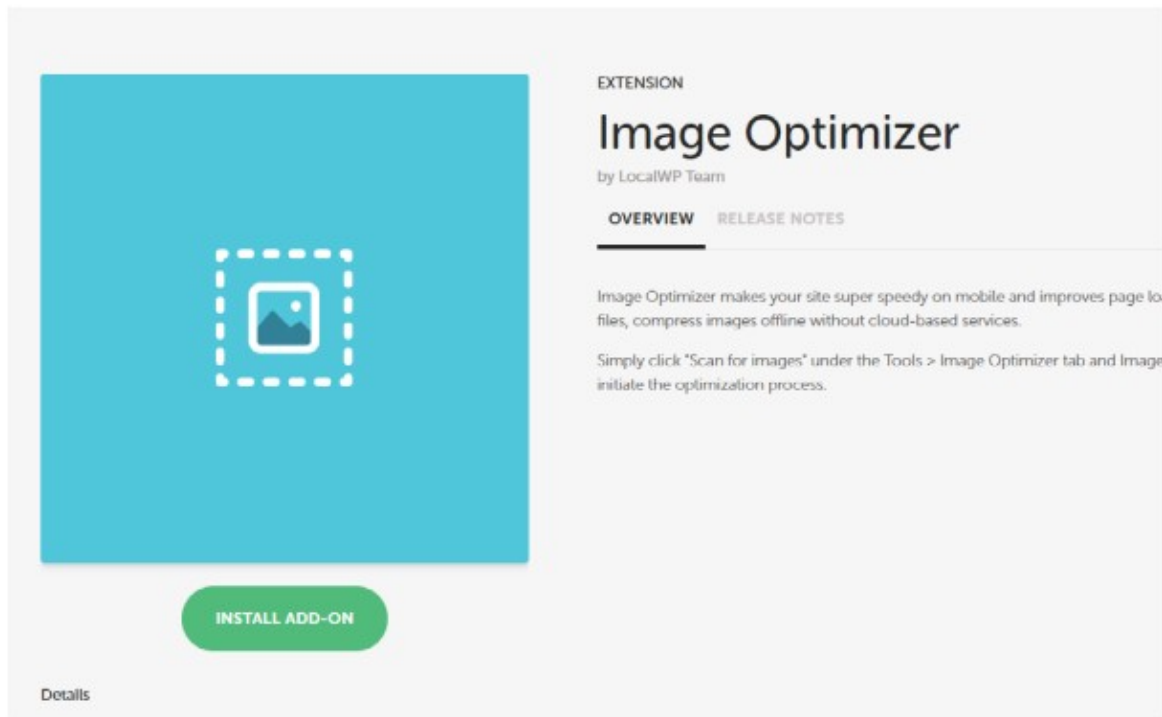 EXTENSION
Image Optimizer
by LocalWP Team
OVERVIEW RELEASE NOTES
Image Optimizer makes your site super speedy on mobile and improves page
files, compress images offline without cloud-based services.
Simply click "Scan for images" under the Tools > Image Optimizer tab and Image
initiate the optimization process.
INSTALL ADD-ON
Details